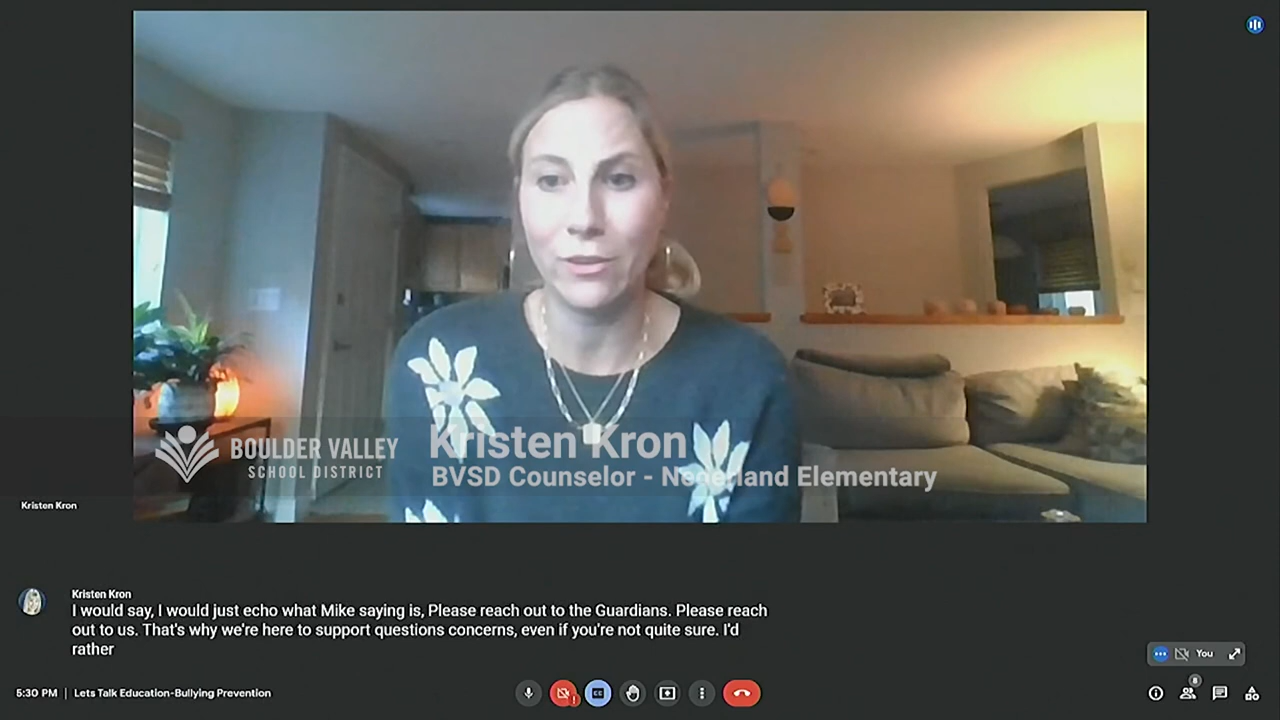 BOULDER VALLEY
SCHOOL DISTRICT
Kristen Kron
BVSD Counselor - Nederland Elementary
Kristen Kron
Kristen Kron
I would say, I would just echo what Mike saying is, Please reach out to the Guardians. Please reach
out to us. That's why we're here to support questions concerns, even if you're not quite sure. I'd
rather
You
8
5:30 PM | Lets Talk Education-Bullying Prevention
CC